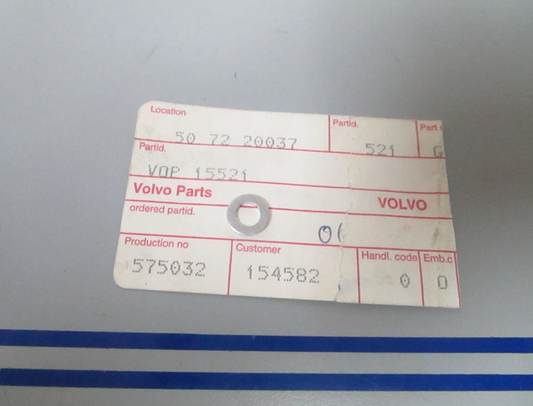 Location Partid. Part
50 72 20037 521 G
Partid.
VOP 15521
Volvo Parts VOLVO
ordered partid.
Production no Customer Handl. code Emb.c
575032 154582 0 0